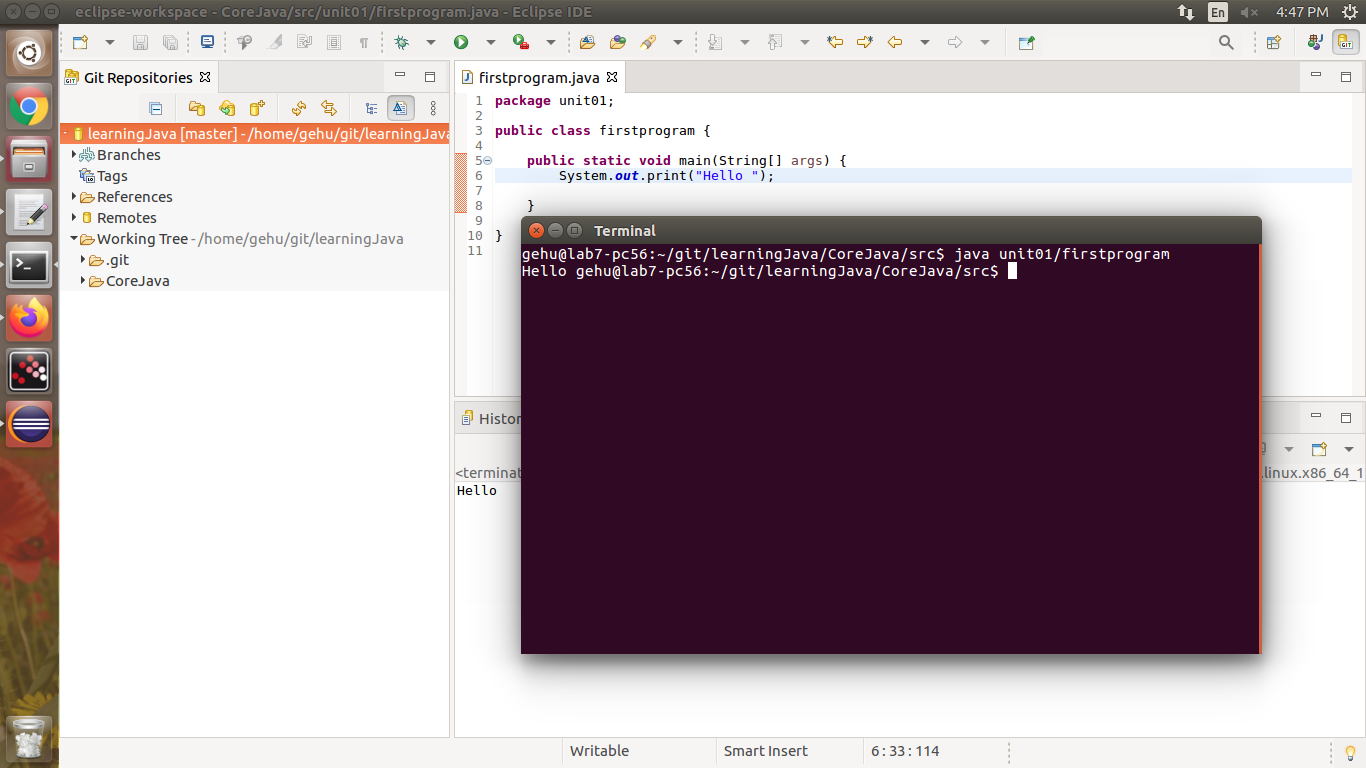 eclipse-workspace - CoreJava/src/unit01/firstprogram.java - Eclipse IDE
En
4:47 PM
Git Repositories
learningJava [master] - /home/gehu/git/learningJava
Branches
Tags
References
Remotes
Working Tree - /home/gehu/git/learningJava
.git
CoreJava
firstprogram.java
1 package unit01;
2
3 public class firstprogram {
4
5 public static void main(String[] args) {
6 System.out.print("Hello ");
7
8 }
9
10 }
11
Terminal
gehu@lab7-pc56:~/git/learningJava/CoreJava/src$ java unit01/firstprogram
Hello gehu@lab7-pc56:~/git/learningJava/CoreJava/src$
Histor
<terminat
.linux.x86_64_1
Hello
Writable
Smart Insert
6 : 33 : 114